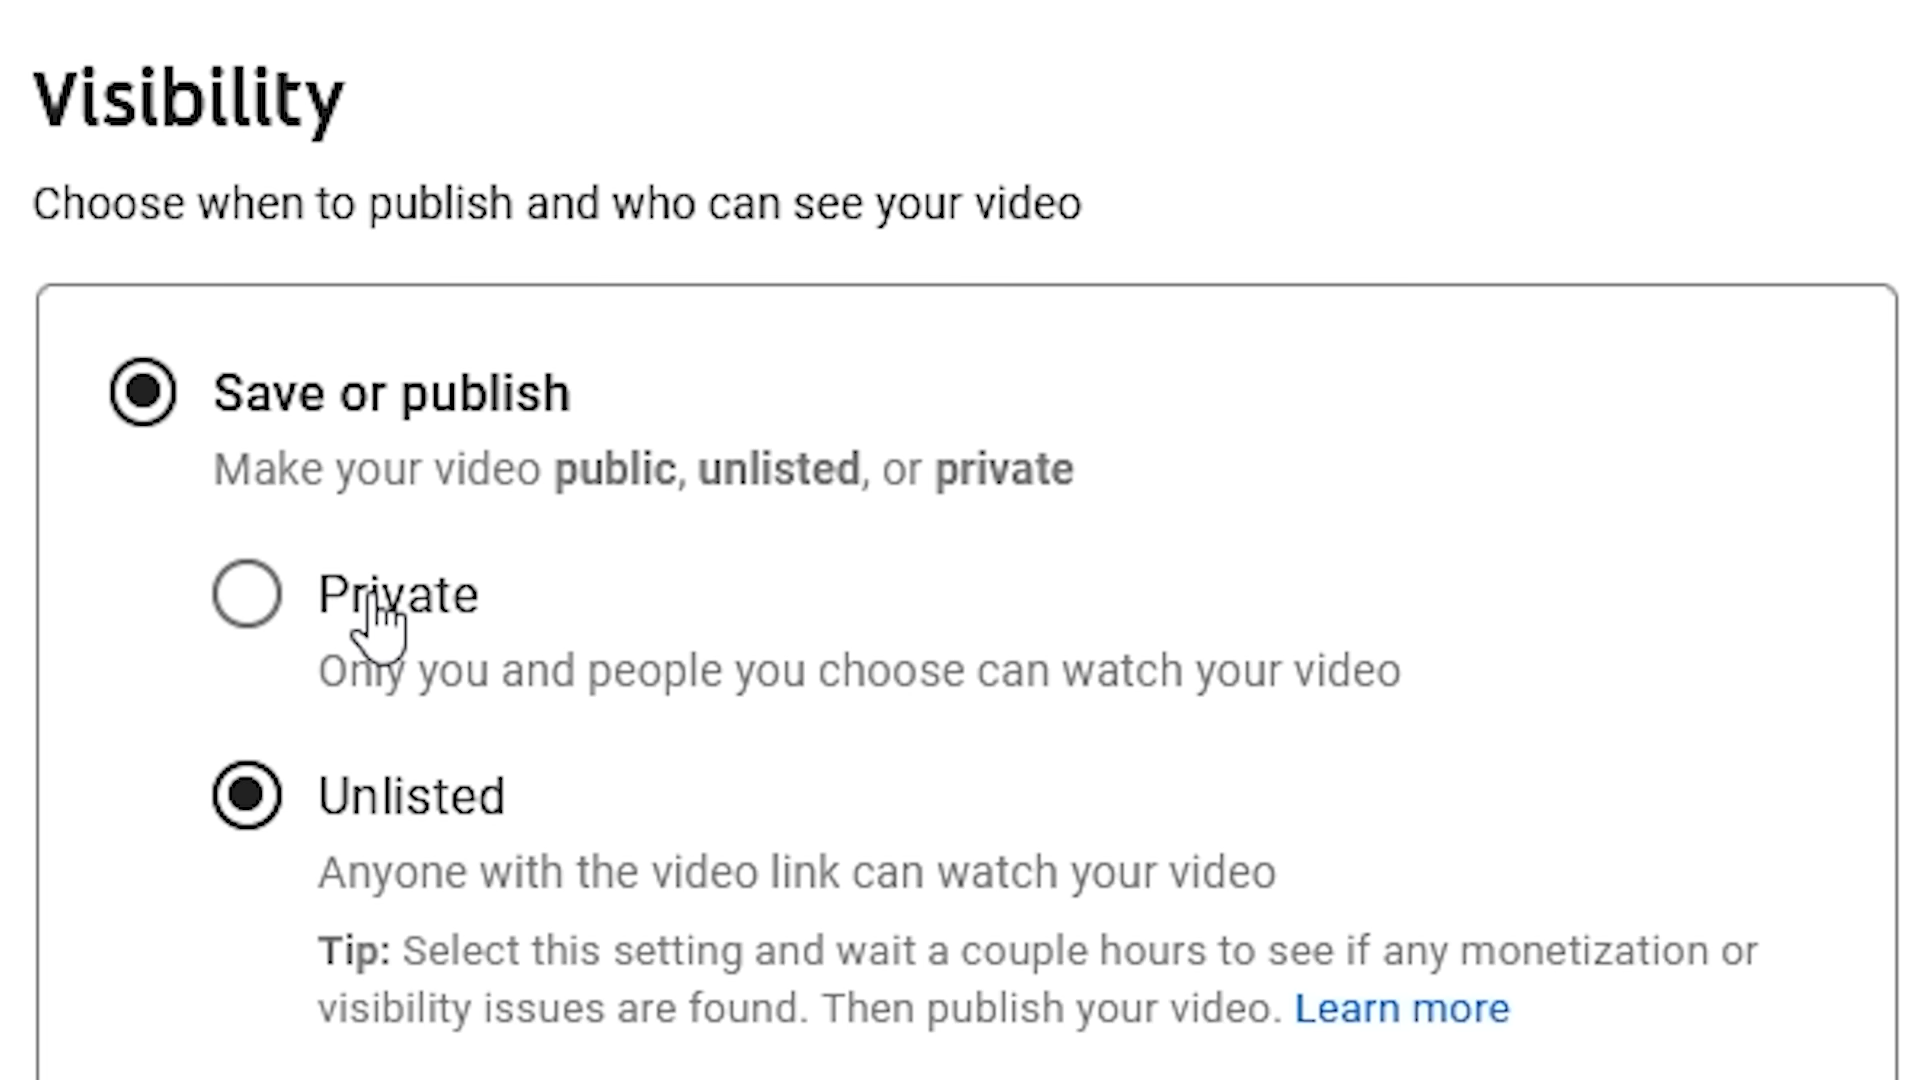 Visibility
Choose when to publish and who can see your video
Save or publish
Make your video public, unlisted, or private
Private
Only you and people you choose can watch your video
Unlisted
Anyone with the video link can watch your video
Tip: Select this setting and wait a couple hours to see if any monetization or
visibility issues are found. Then publish your video. Learn more